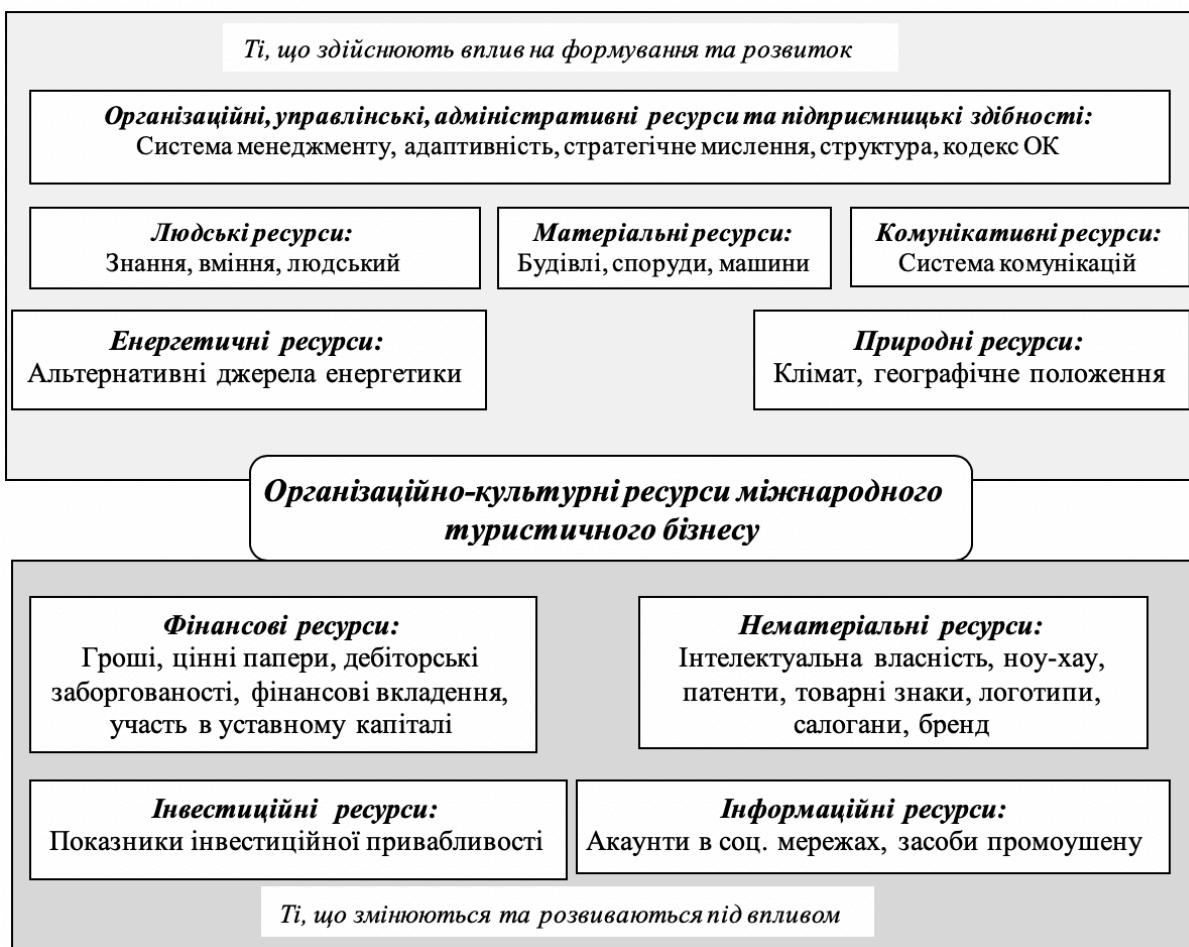 Ті, що здійснюють вплив на формування та розвиток
Організаційні, управлінські, адміністративні ресурси та підприємницькі здібності:
Система менеджменту, адаптивність, стратегічне мислення, структура, кодекс ОК
Людські ресурси:
Знання, вміння, людський
Матеріальні ресурси:
Будівлі, споруди, машини
Комунікативні ресурси:
Система комунікацій
Енергетичні ресурси:
Альтернативні джерела енергетики
Природні ресурси:
Клімат, географічне положення
Організаційно-культурні ресурси міжнародного
туристичного бізнесу
Фінансові ресурси:
Гроші, цінні папери, дебіторські
заборгованості, фінансові вкладення,
участь в уставному капіталі
Нематеріальні ресурси:
Інтелектуальна власність, ноу-хау,
патенти, товарні знаки, логотипи,
салогани, бренд
Інвестиційні ресурси:
Показники інвестиційної привабливості
Інформаційні ресурси:
Акаунти в соц. мережах, засоби промоушену
Ті, що змінюються та розвиваються під впливом